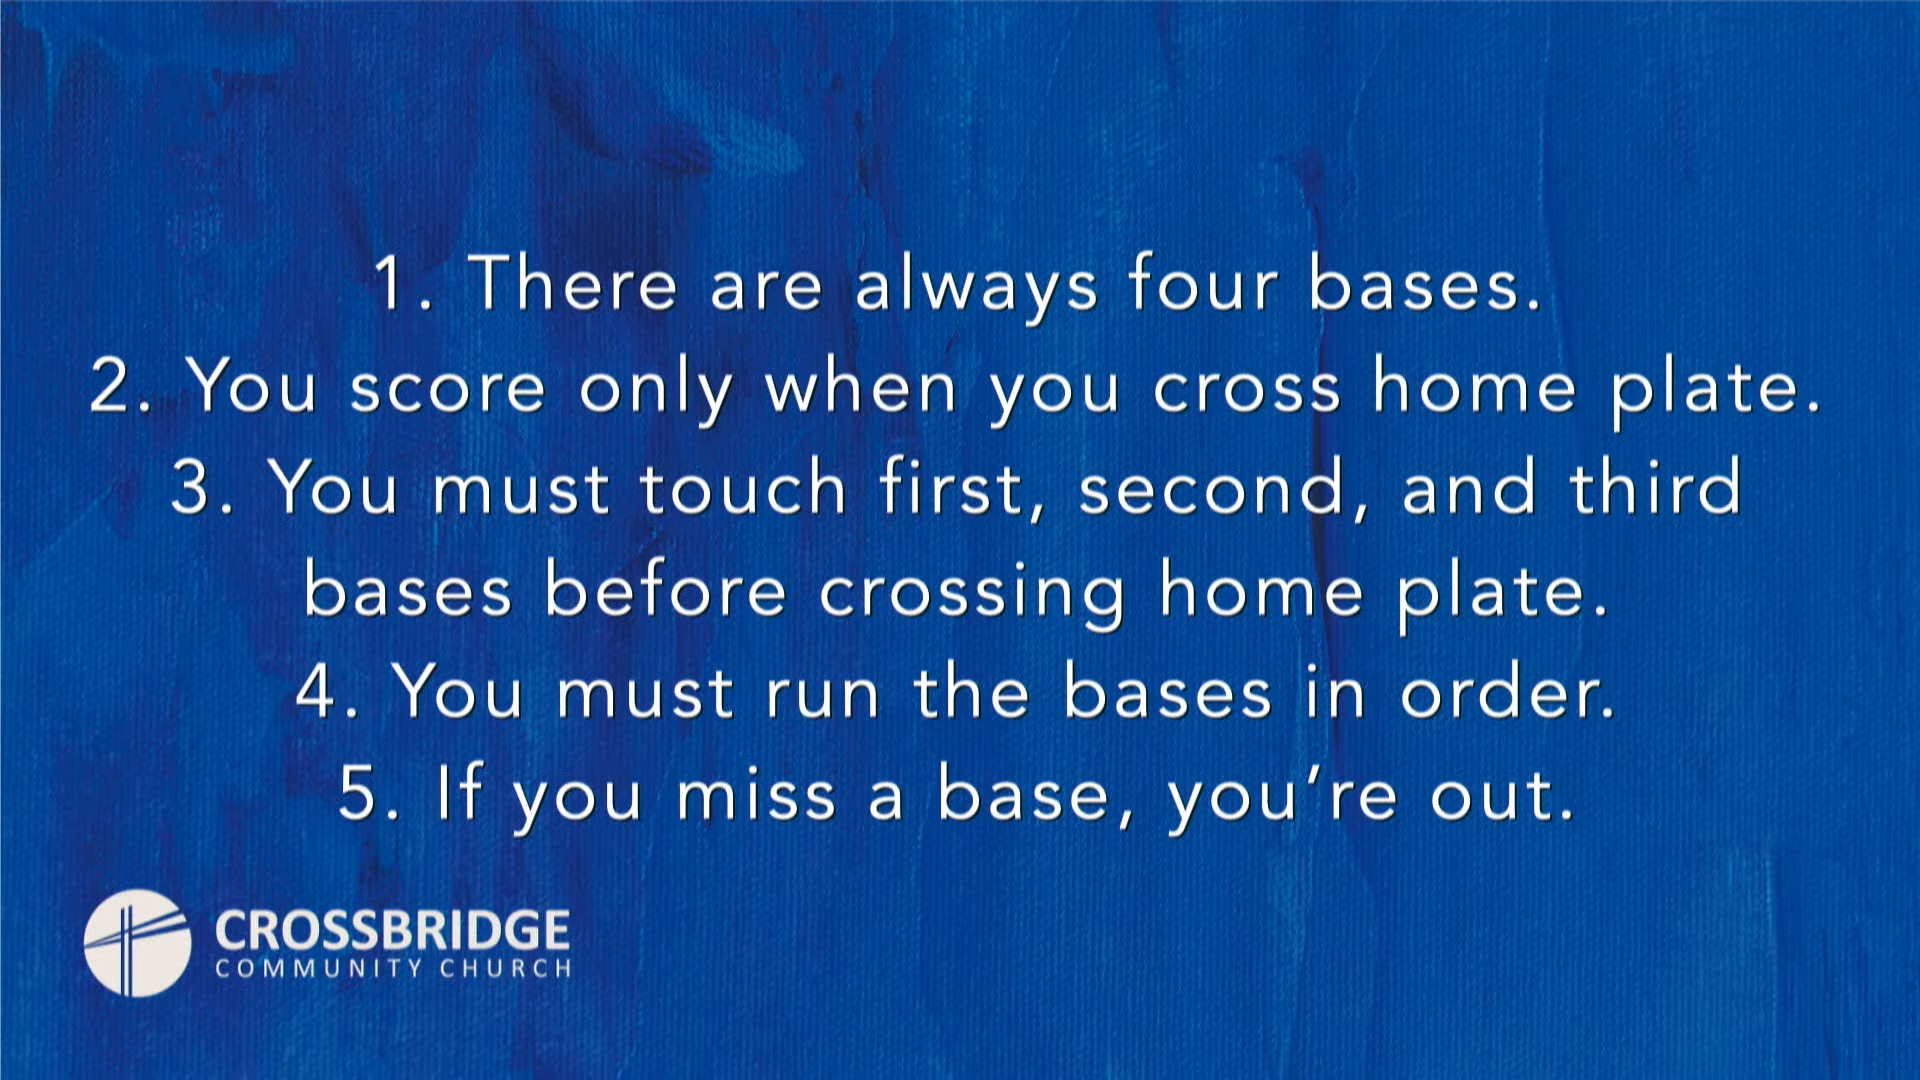 1. There are always four bases.
2. You score only when you cross home plate.
3. You must touch first, second, and third
bases before crossing home plate.
4. You must run the bases in order.
5. If you miss a base, you’re out.
CROSSBRIDGE
COMMUNITY CHURCH